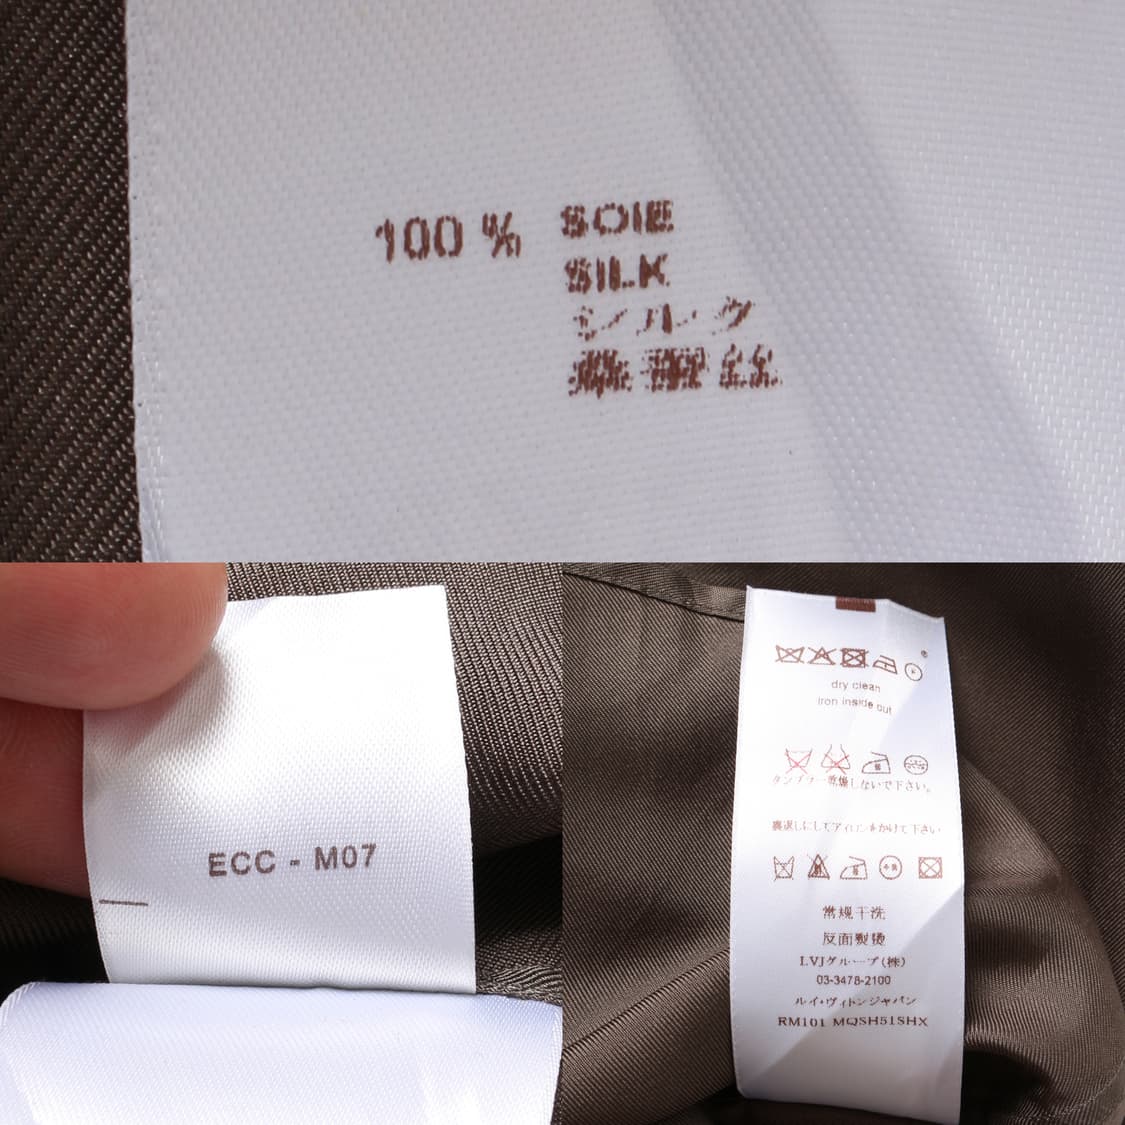 100 % SOIE
SILK
シルク
桑蚕丝
ECC - M07
dry clean
iron inside out
タンブラー乾燥しないで下さい。
裏返しにしてアイロンをかけて下さい
常规干洗
反面熨烫
LVJグループ(株)
03-3478-2100
ルイ・ヴィトンジャパン
RM101 MQSH51SHX